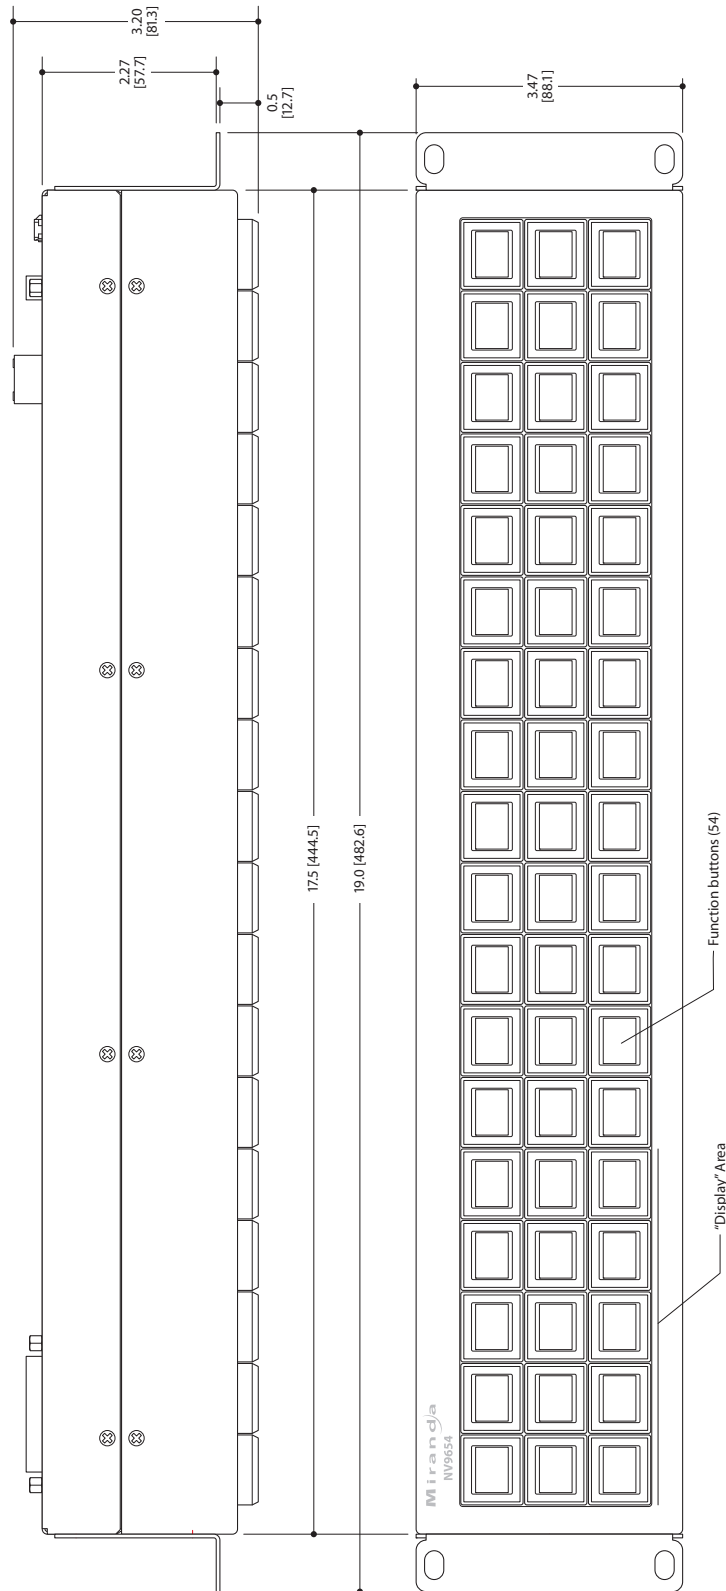 3.20
[81.3]
2.27
[57.7]
0.5
[12.7]
3.47
[88.1]
17.5 [444.5]
19.0 [482.6]
Function buttons (54)
"Display" Area
Miranda
NV9654